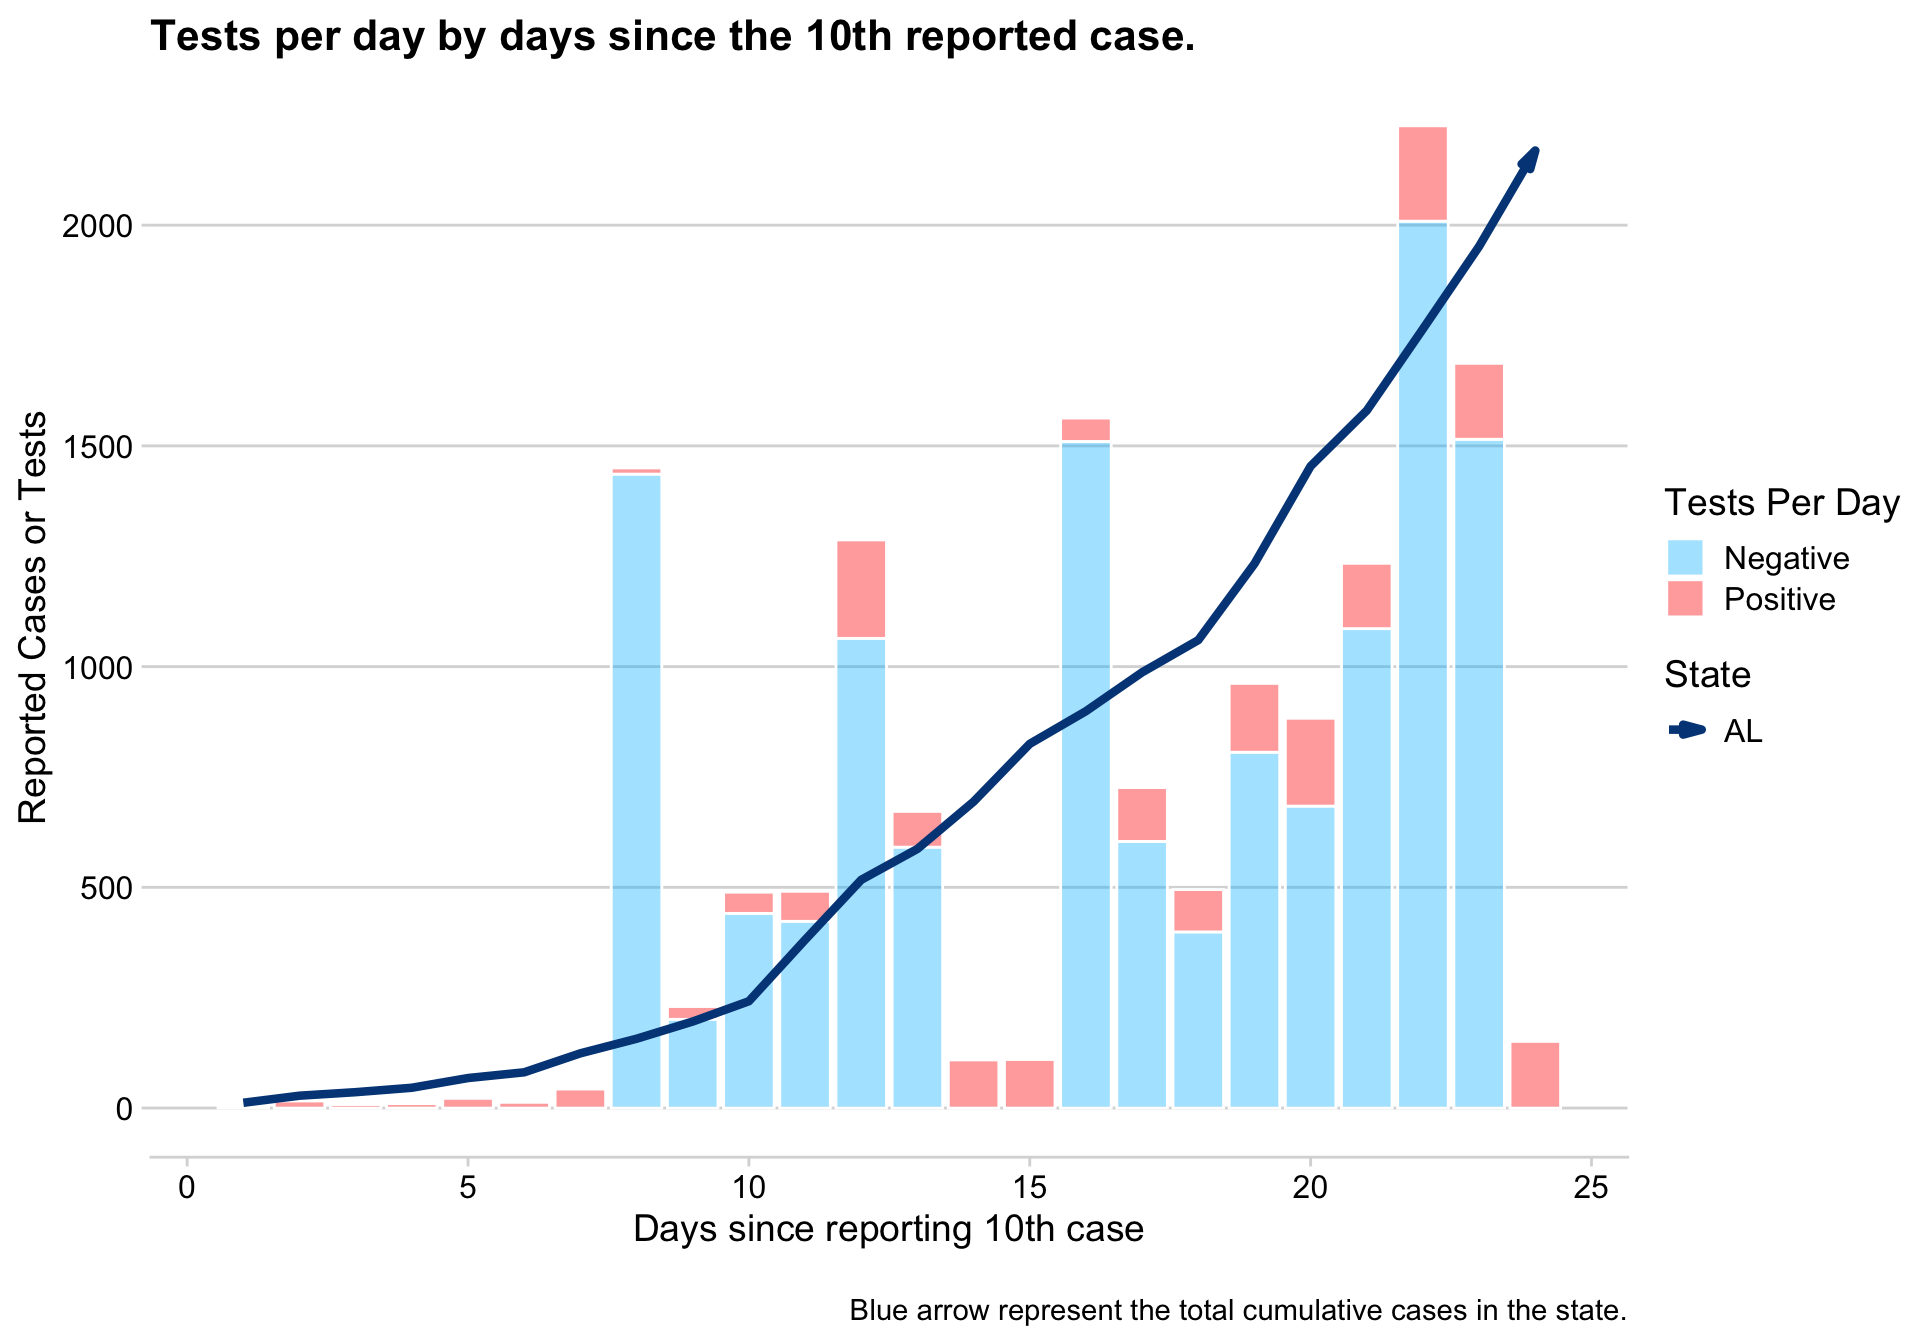 Tests per day by days since the 10th reported case.
Reported Cases or Tests
2000
1500
1000
500
0
0 5 10 15 20 25
Days since reporting 10th case
Tests Per Day
Negative
Positive
State
AL
Blue arrow represent the total cumulative cases in the state.